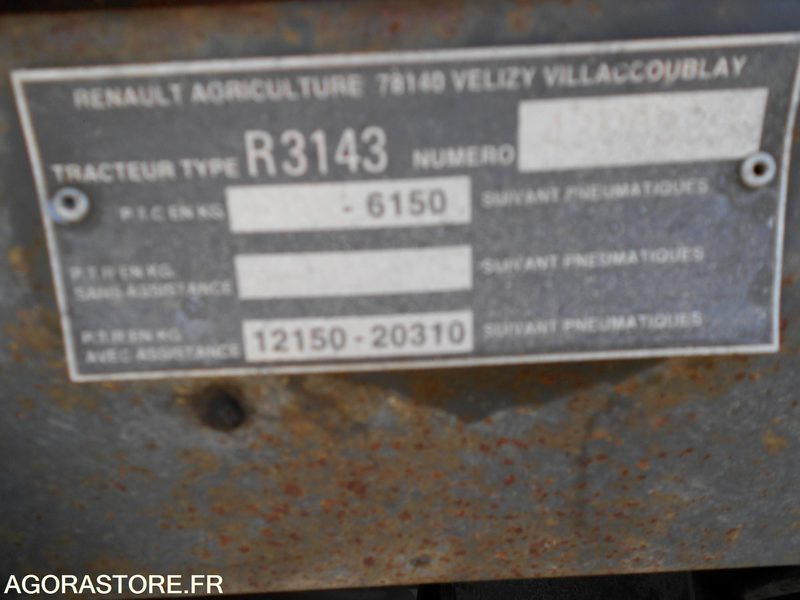 RENAULT AGRICULTURE 78140 VELIZY VILLACOUBLAY
TRACTEUR TYPE R3143 NUMERO
P.T.C EN KG - 6150 SUIVANT PNEUMATIQUES
P.T.R EN KG. SANS ASSISTANCE SUIVANT PNEUMATIQUES
P.T.R EN KG AVEC ASSISTANCE 12150-20310 SUIVANT PNEUMATIQUES
AGORASTORE.FR